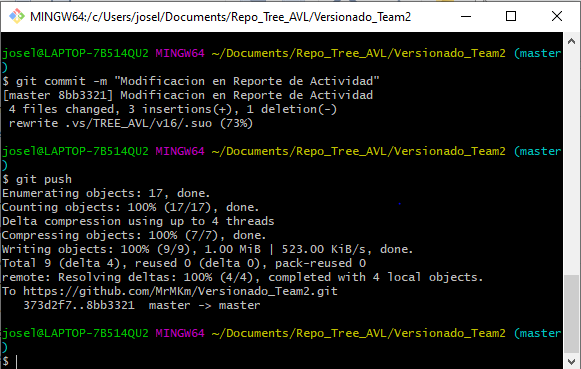 MINGW64:/c/Users/josel/Documents/Repo_Tree_AVL/Versionado_Team2
josel@LAPTOP-7B514QU2 MINGW64 ~/Documents/Repo_Tree_AVL/Versionado_Team2 (master
)
$ git commit -m "Modificacion en Reporte de Actividad"
[master 8bb3321] Modificacion en Reporte de Actividad
 4 files changed, 3 insertions(+), 1 deletion(-)
 rewrite .vs/TREE_AVL/v16/.suo (73%)
josel@LAPTOP-7B514QU2 MINGW64 ~/Documents/Repo_Tree_AVL/Versionado_Team2 (master
)
$ git push
Enumerating objects: 17, done.
Counting objects: 100% (17/17), done.
Delta compression using up to 4 threads
Compressing objects: 100% (7/7), done.
Writing objects: 100% (9/9), 1.00 MiB | 523.00 KiB/s, done.
Total 9 (delta 4), reused 0 (delta 0), pack-reused 0
remote: Resolving deltas: 100% (4/4), completed with 4 local objects.
To https://github.com/MrMKm/Versionado_Team2.git
   373d2f7..8bb3321  master -> master
josel@LAPTOP-7B514QU2 MINGW64 ~/Documents/Repo_Tree_AVL/Versionado_Team2 (master
)
$